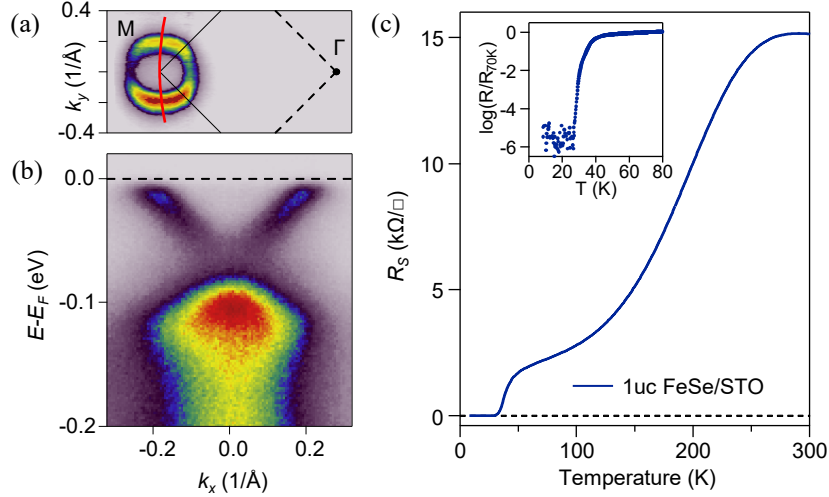 (a)
0.4
0.0
-0.4
k_y (1/Å)
M
Γ
(b)
0.0
-0.1
-0.2
E-E_F (eV)
-0.2
0.0
0.2
k_x (1/Å)
(c)
15
10
5
0
R_S (kΩ/□)
0
-2
-4
-6
log(R/R_70K)
0
20
40
60
80
T (K)
1uc FeSe/STO
0
100
200
300
Temperature (K)